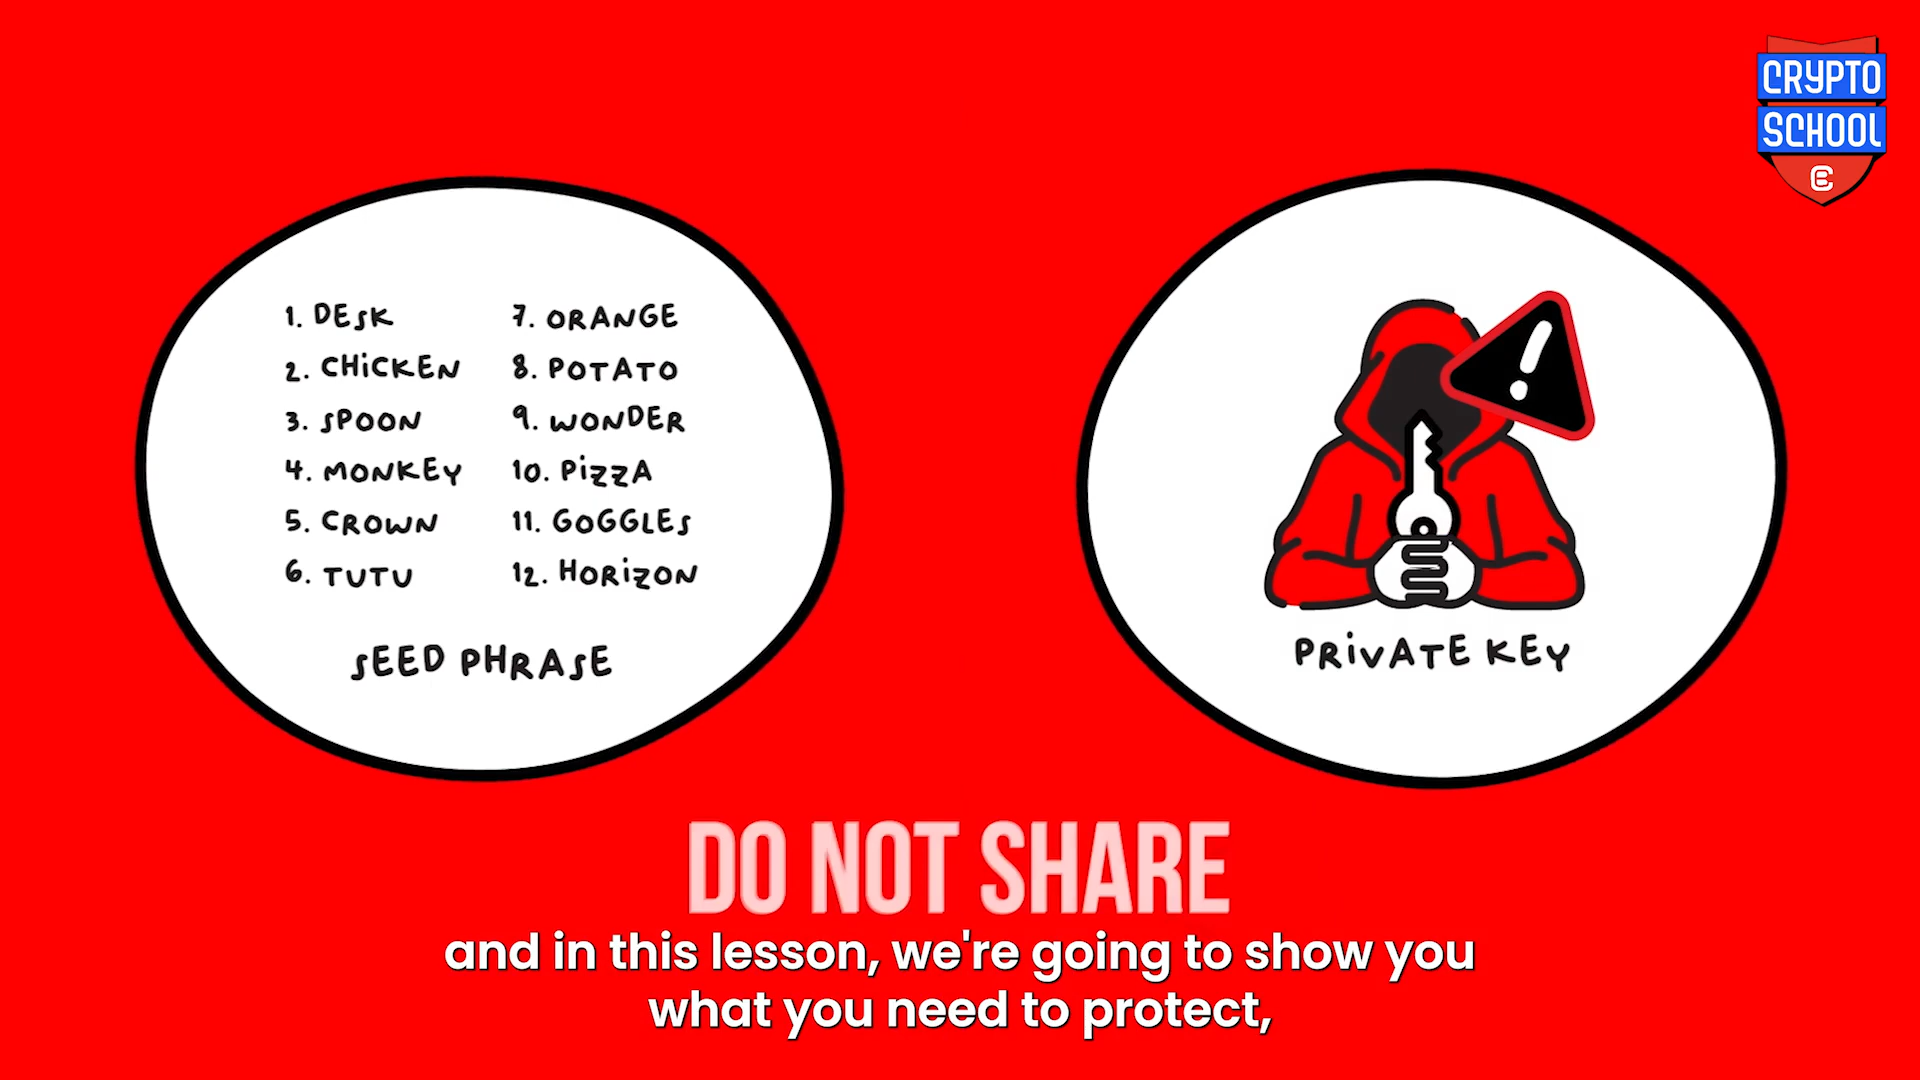 CRYPTO
SCHOOL
1. DESK
2. CHiCKEN
3. SPOON
4. MONKEY
5. CROWN
6. TUTU
7. ORANGE
8. POTATO
9. WONDER
10. PiZZA
11. GOGGLES
12. HORiZON
SEED PHRASE
!
PRiVATE KEY
DO NOT SHARE
and in this lesson, we're going to show you
what you need to protect,